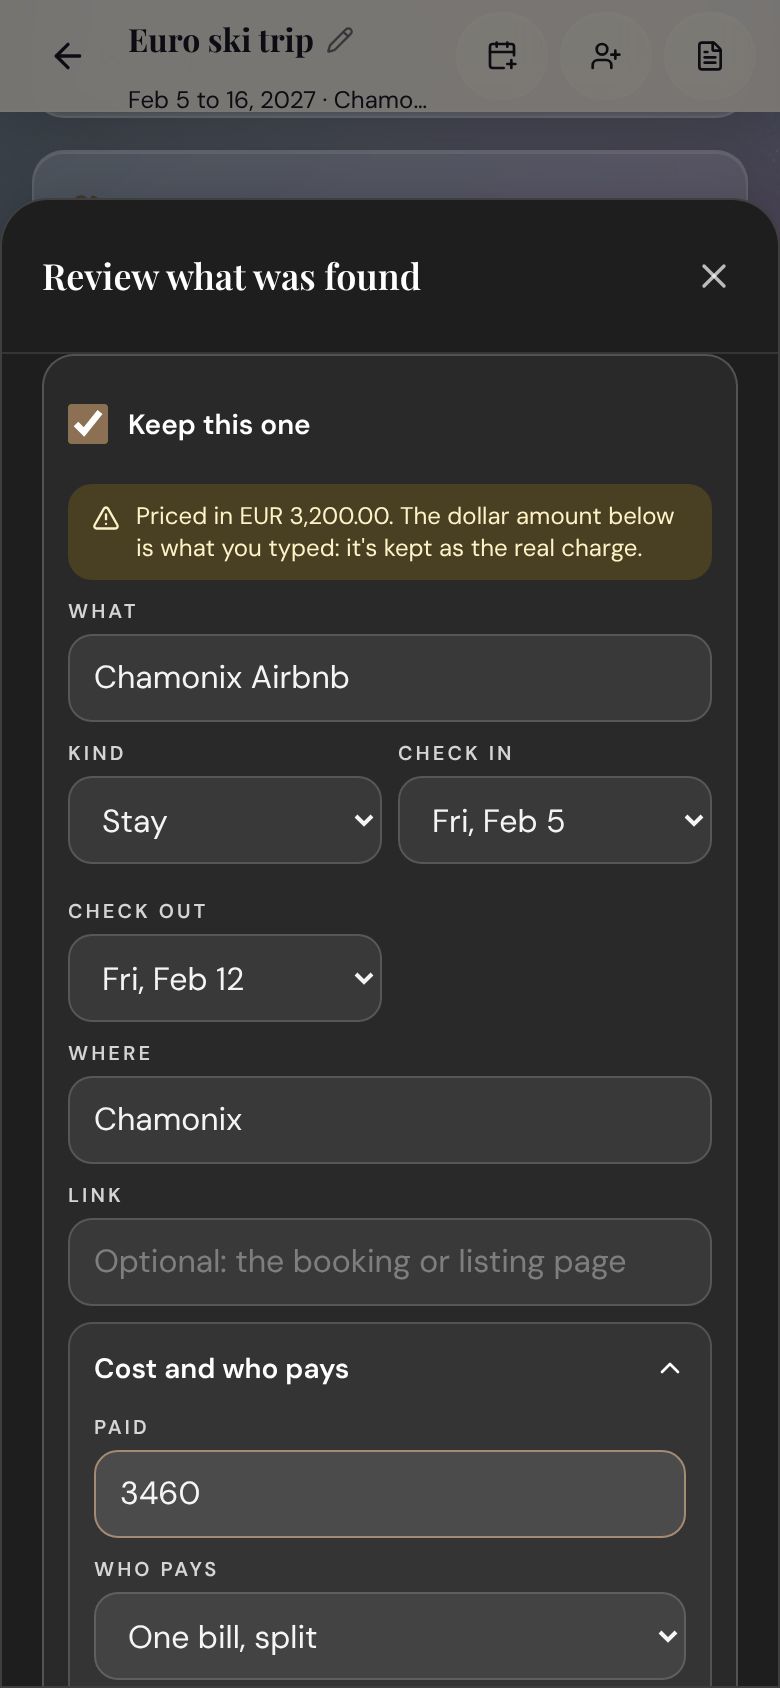 Euro ski trip
Feb 5 to 16, 2027 · Chamo...
Review what was found
Keep this one
Priced in EUR 3,200.00. The dollar amount below
is what you typed: it's kept as the real charge.
WHAT
Chamonix Airbnb
KIND
CHECK IN
Stay
Fri, Feb 5
CHECK OUT
Fri, Feb 12
WHERE
Chamonix
LINK
Optional: the booking or listing page
Cost and who pays
PAID
3460
WHO PAYS
One bill, split